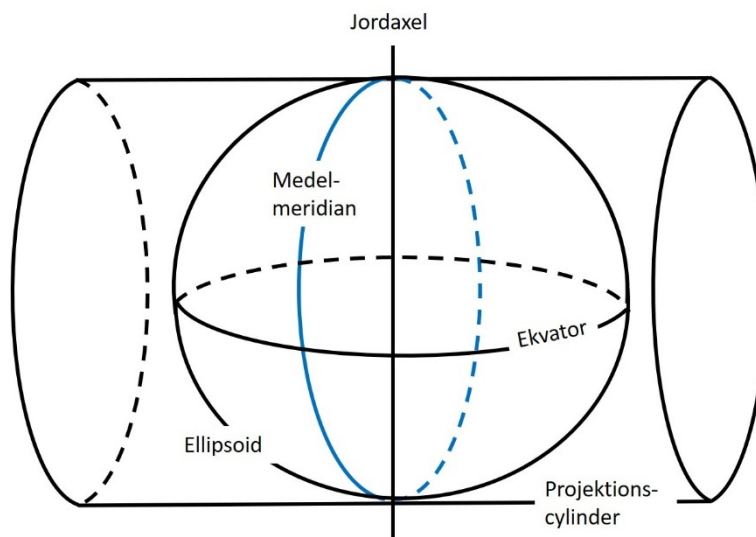 Jordaxel
Medel-
meridian
Ekvator
Ellipsoid
Projektions-
cylinder